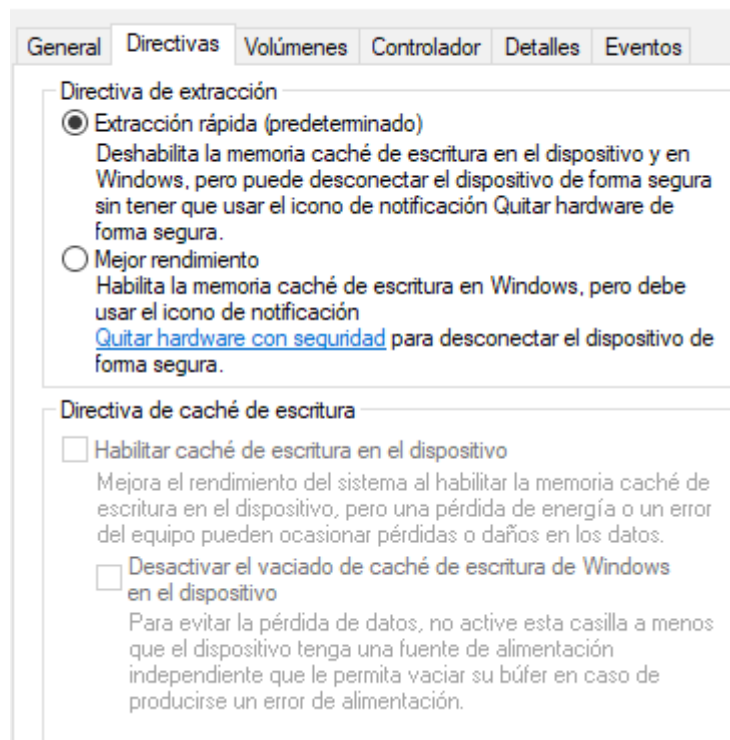 General Directivas Volúmenes Controlador Detalles Eventos
Directiva de extracción
Extracción rápida (predeterminado)
Deshabilita la memoria caché de escritura en el dispositivo y en
Windows, pero puede desconectar el dispositivo de forma segura
sin tener que usar el icono de notificación Quitar hardware de
forma segura.
Mejor rendimiento
Habilita la memoria caché de escritura en Windows, pero debe
usar el icono de notificación
Quitar hardware con seguridad para desconectar el dispositivo de
forma segura.
Directiva de caché de escritura
Habilitar caché de escritura en el dispositivo
Mejora el rendimiento del sistema al habilitar la memoria caché de
escritura en el dispositivo, pero una pérdida de energía o un error
del equipo pueden ocasionar pérdidas o daños en los datos.
Desactivar el vaciado de caché de escritura de Windows
en el dispositivo
Para evitar la pérdida de datos, no active esta casilla a menos
que el dispositivo tenga una fuente de alimentación
independiente que le permita vaciar su búfer en caso de
producirse un error de alimentación.